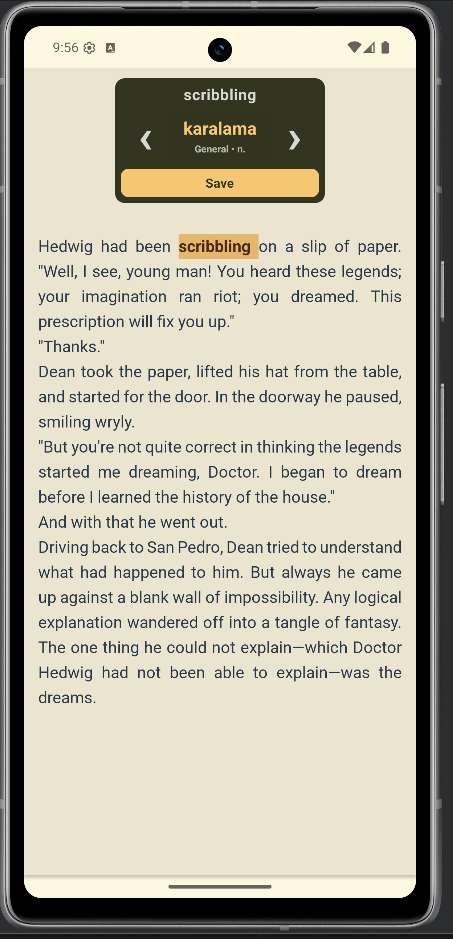 9:56
A
scribbling
karalama
General • n.
❮
❯
Save
Hedwig had been scribbling on a slip of paper.
"Well, I see, young man! You heard these legends;
your imagination ran riot; you dreamed. This
prescription will fix you up."
"Thanks."
Dean took the paper, lifted his hat from the table,
and started for the door. In the doorway he paused,
smiling wryly.
"But you're not quite correct in thinking the legends
started me dreaming, Doctor. I began to dream
before I learned the history of the house."
And with that he went out.
Driving back to San Pedro, Dean tried to understand
what had happened to him. But always he came
up against a blank wall of impossibility. Any logical
explanation wandered off into a tangle of fantasy.
The one thing he could not explain—which Doctor
Hedwig had not been able to explain—was the
dreams.